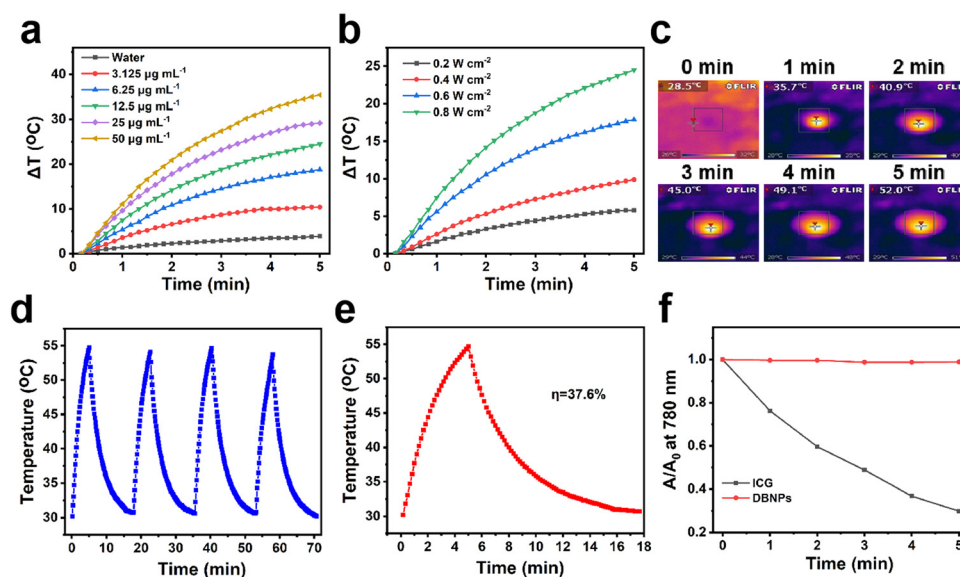 a
ΔT (°C)
40
30
20
10
0
Water
3.125 μg mL⁻¹
6.25 μg mL⁻¹
12.5 μg mL⁻¹
25 μg mL⁻¹
50 μg mL⁻¹
0 1 2 3 4 5
Time (min)
b
ΔT (°C)
25
20
15
10
5
0
0.2 W cm⁻²
0.4 W cm⁻²
0.6 W cm⁻²
0.8 W cm⁻²
0 1 2 3 4 5
Time (min)
c
0 min 1 min 2 min
28.5°C FLIR 35.7°C FLIR 40.9°C FLIR
3 min 4 min 5 min
45.0°C FLIR 49.1°C FLIR 52.0°C FLIR
29°C 44°C
d
Temperature (°C)
55
50
45
40
35
30
0 10 20 30 40 50 60 70
Time (min)
e
Temperature (°C)
55
50
45
40
35
30
η=37.6%
0 2 4 6 8 10 12 14 16 18
Time (min)
f
A/A₀ at 780 nm
1.0
0.8
0.6
0.4
0.2
ICG
DBNPs
0 1 2 3 4 5
Time (min)